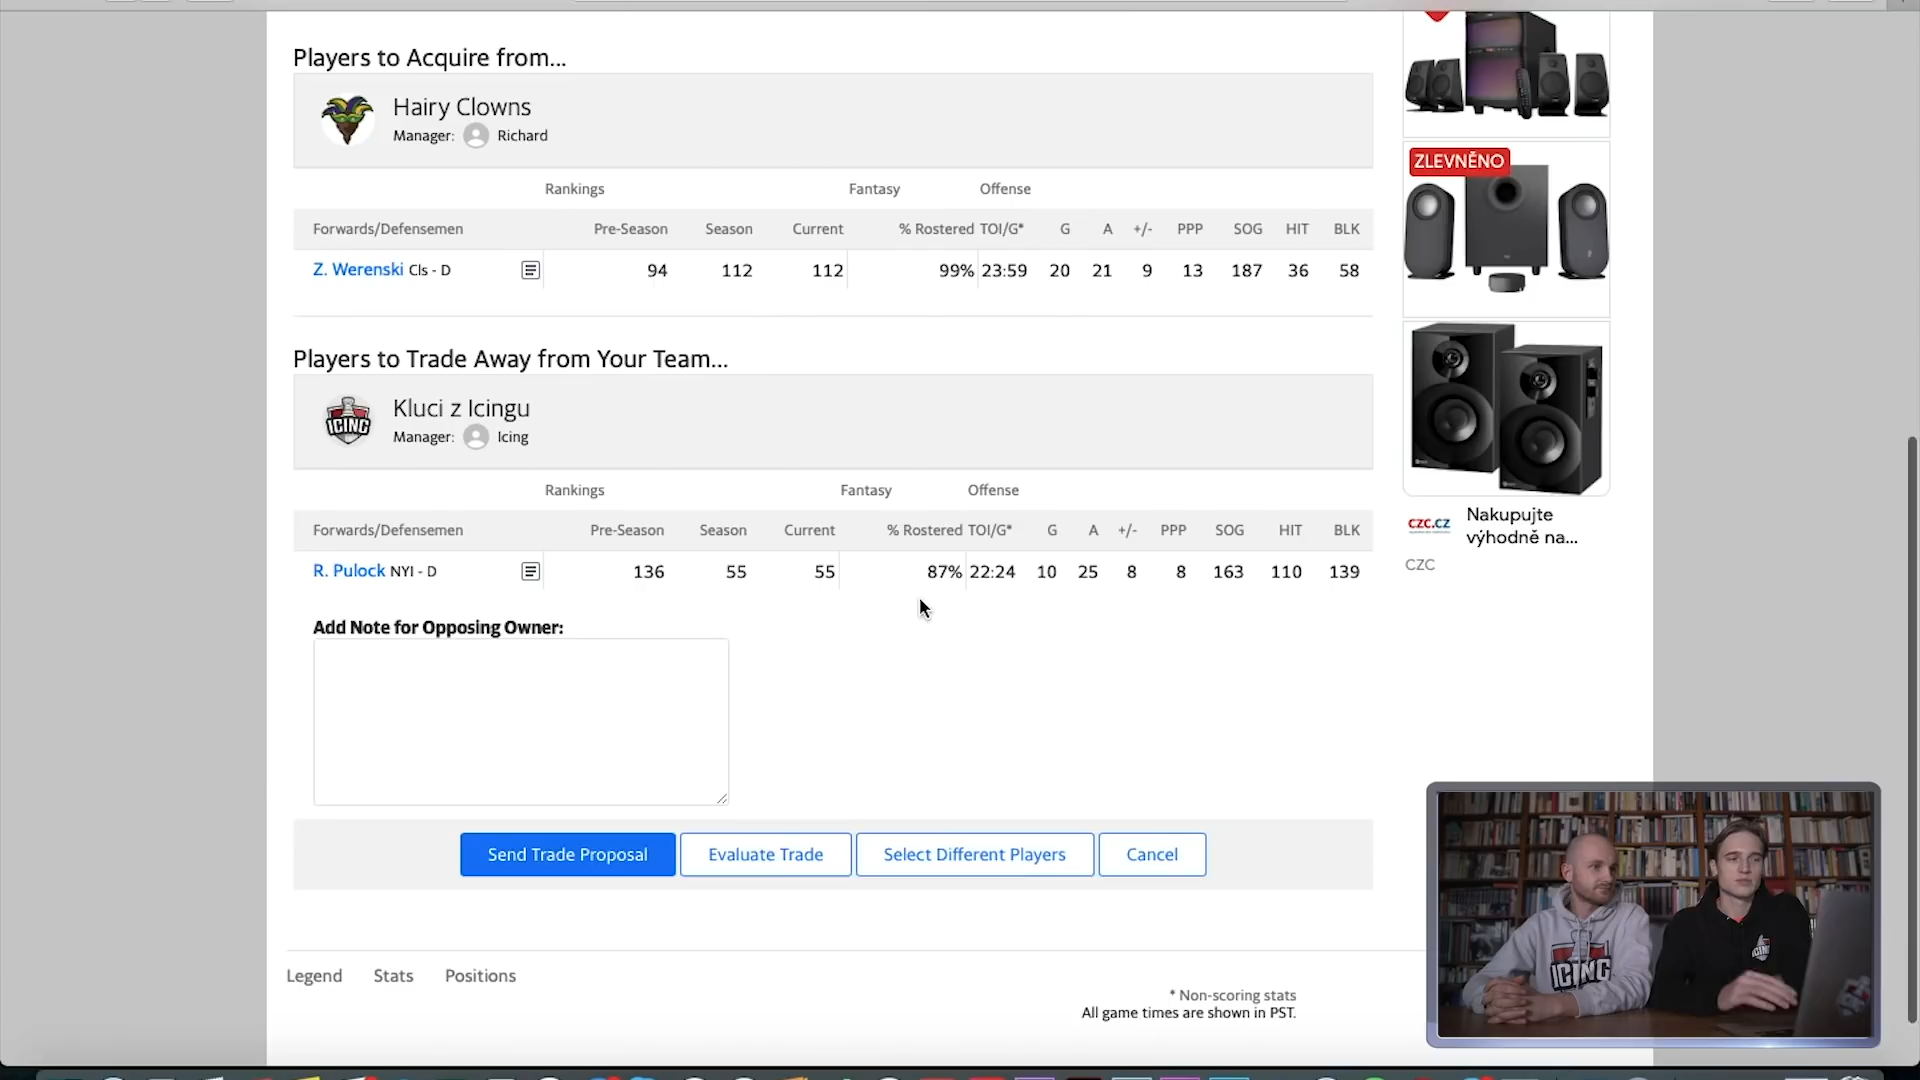 Players to Acquire from...
Hairy Clowns
Manager: Richard
Rankings Fantasy Offense
Forwards/Defensemen Pre-Season Season Current % Rostered TOI/G* G A +/- PPP SOG HIT BLK
Z. Werenski Cls - D 94 112 112 99% 23:59 20 21 9 13 187 36 58
Players to Trade Away from Your Team...
ICING
Kluci z Icingu
Manager: Icing
Rankings Fantasy Offense
Forwards/Defensemen Pre-Season Season Current % Rostered TOI/G* G A +/- PPP SOG HIT BLK
R. Pulock NYI - D 136 55 55 87% 22:24 10 25 8 8 163 110 139
Add Note for Opposing Owner:
Send Trade Proposal Evaluate Trade Select Different Players Cancel
Legend Stats Positions
* Non-scoring stats
All game times are shown in PST.
ZLEVNĚNO
CZC.CZ
Nakupujte
výhodně na...
CZC
ICING
ICING